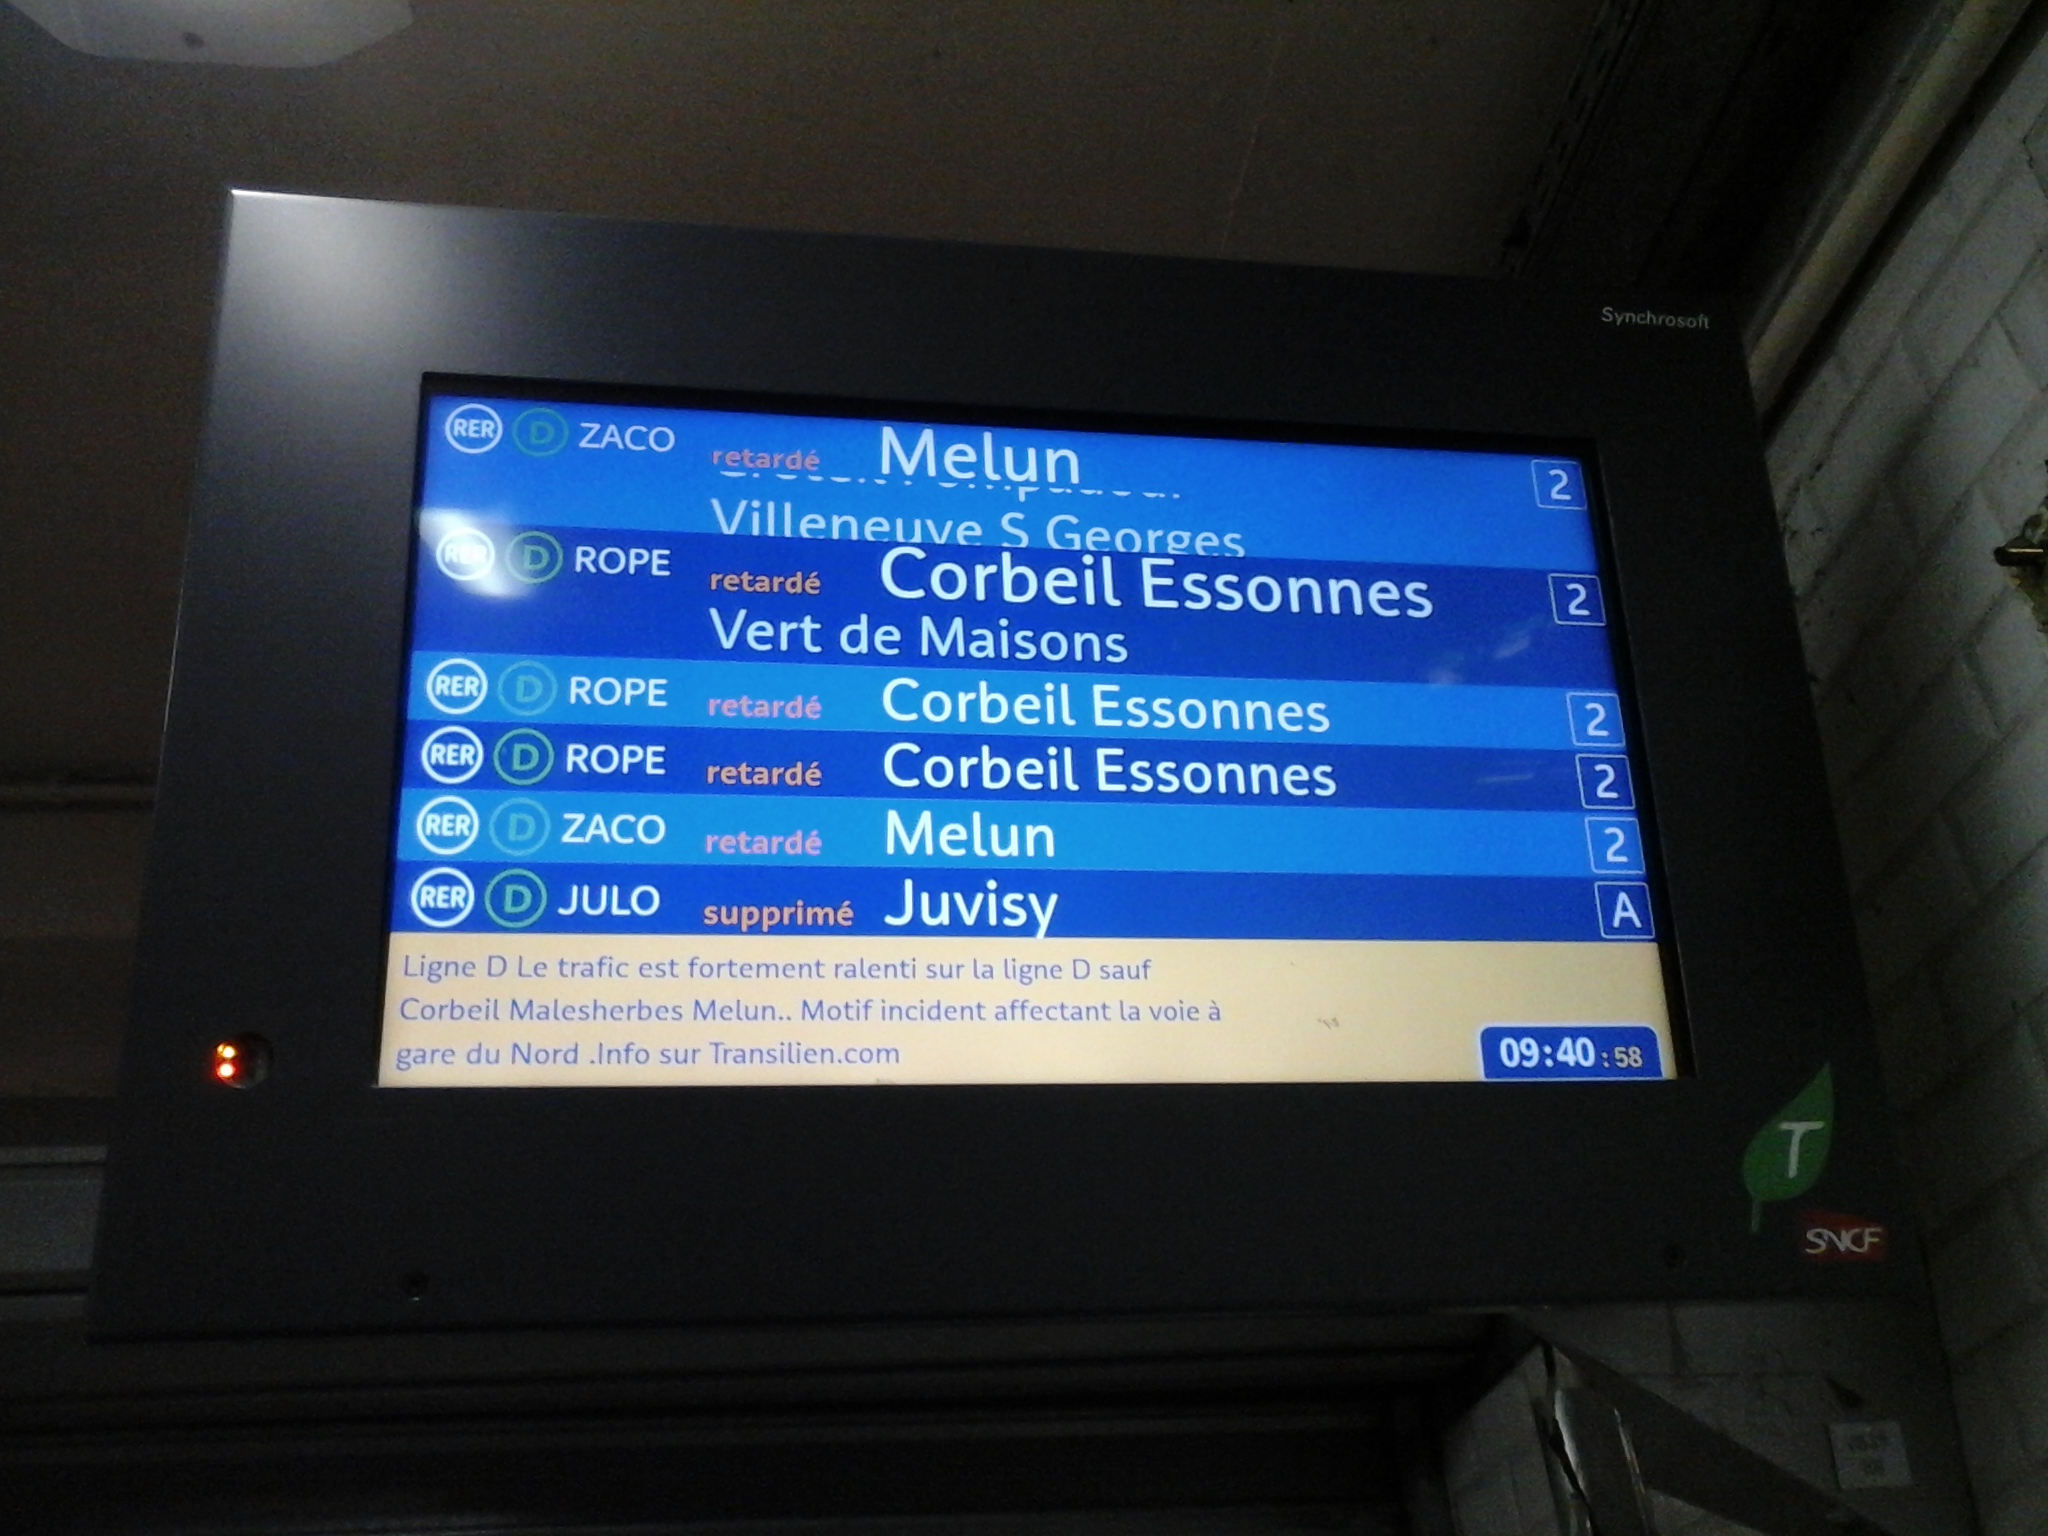 Synchrosoft
RER D ZACO retardé Melun 2
Villeneuve S Georges
RER D ROPE retardé Corbeil Essonnes 2
Vert de Maisons
RER D ROPE retardé Corbeil Essonnes 2
RER D ROPE retardé Corbeil Essonnes 2
RER D ZACO retardé Melun 2
RER D JULO supprimé Juvisy A
Ligne D Le trafic est fortement ralenti sur la ligne D sauf
Corbeil Malesherbes Melun.. Motif incident affectant la voie à
gare du Nord .Info sur Transilien.com
09:40:58
T
SNCF